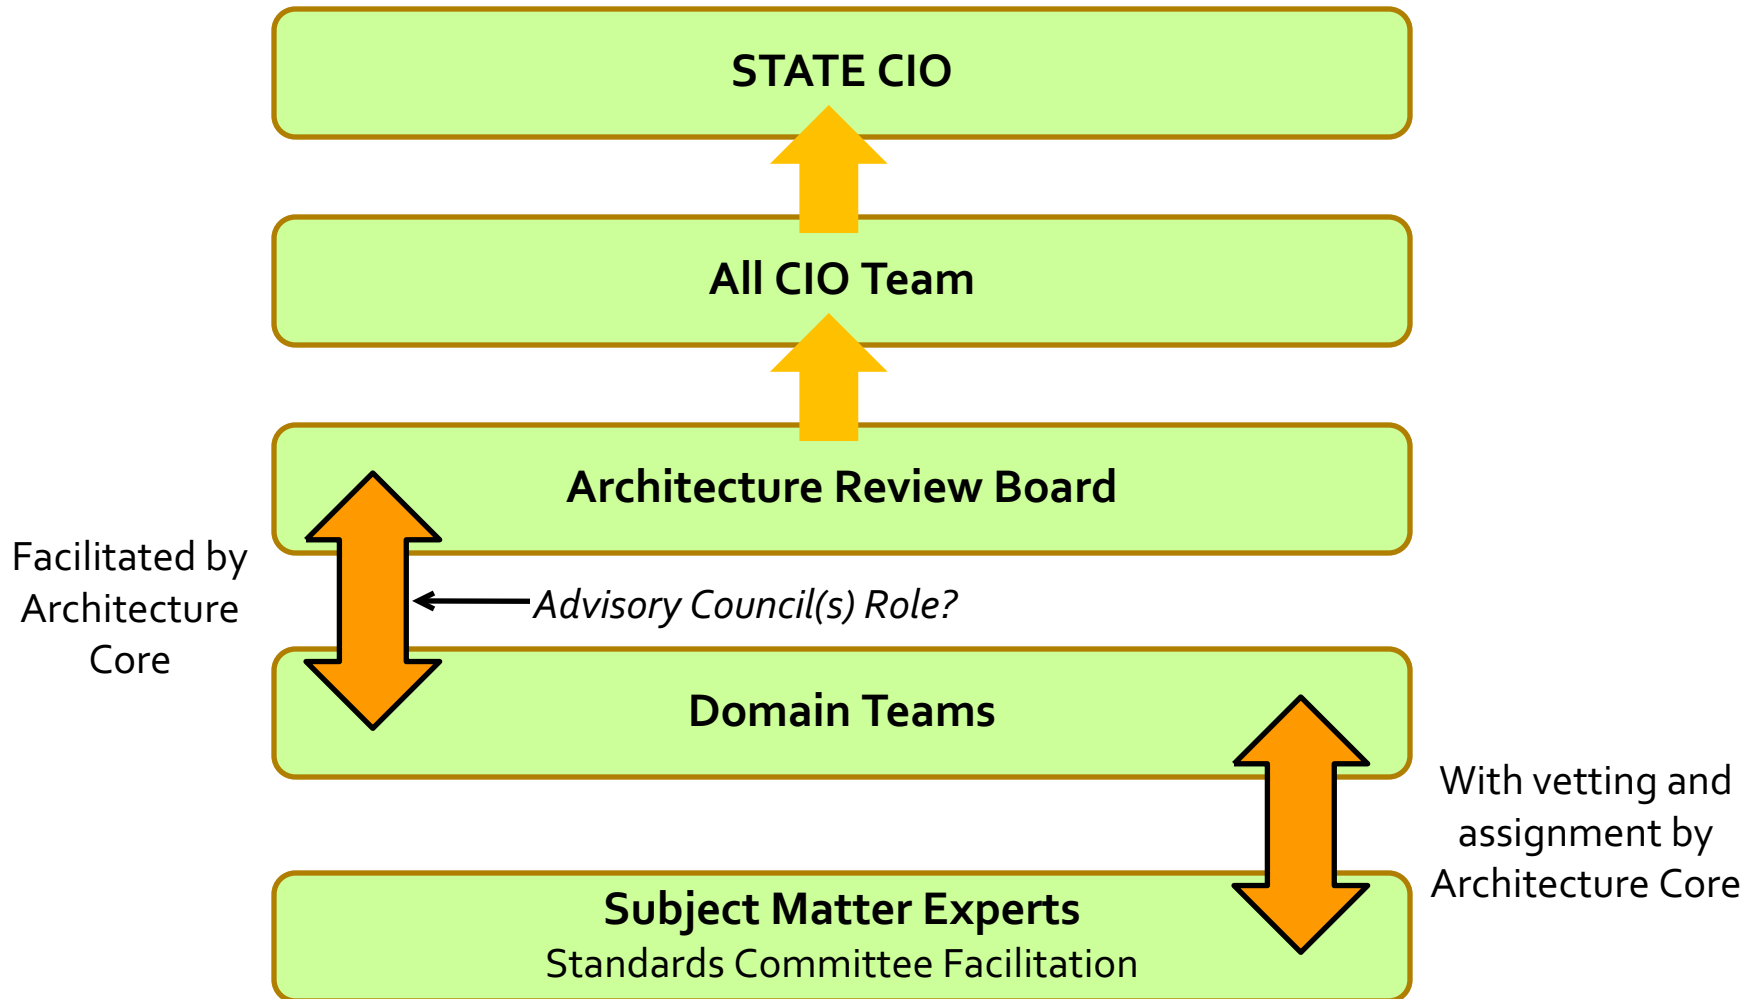 STATE CIO
All CIO Team
Architecture Review Board
Facilitated by
Architecture
Core
Advisory Council(s) Role?
Domain Teams
With vetting and
assignment by
Architecture Core
Subject Matter Experts
Standards Committee Facilitation